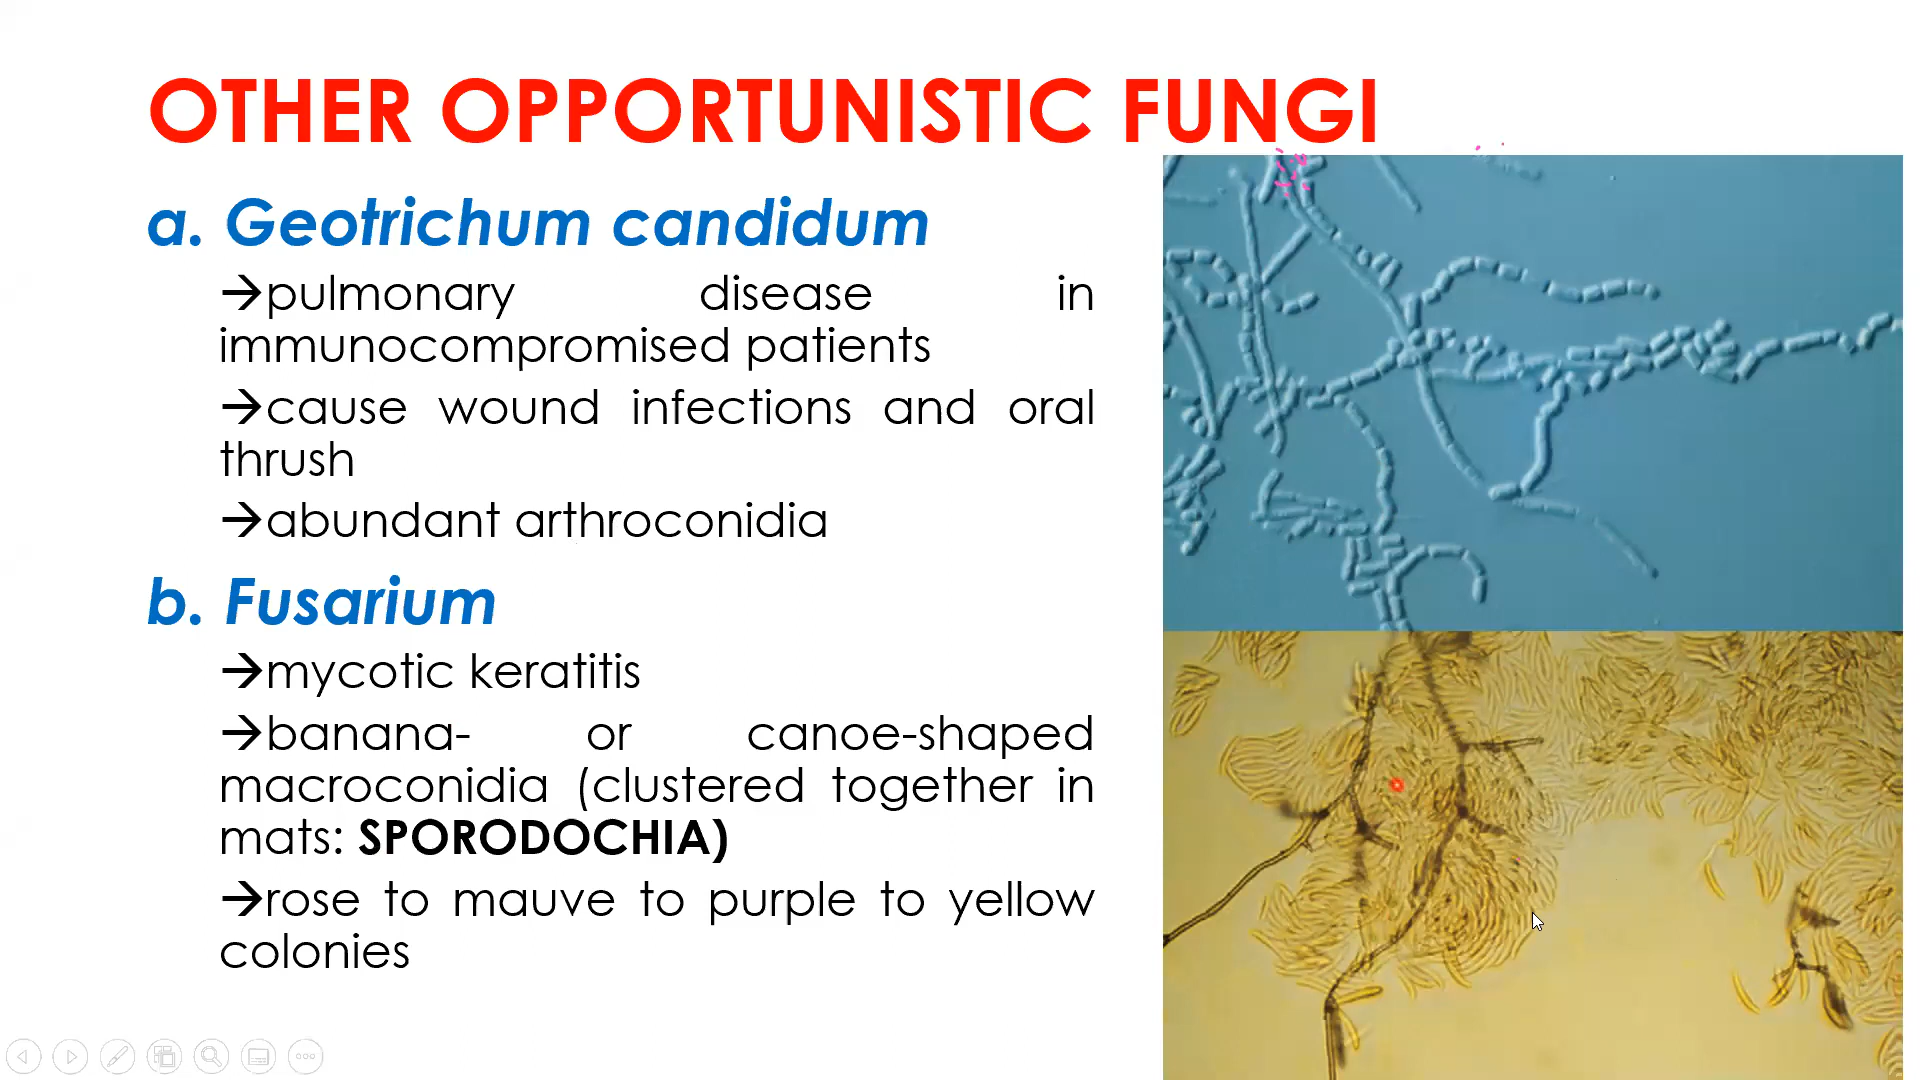 OTHER OPPORTUNISTIC FUNGI
a. Geotrichum candidum
→pulmonary disease in
immunocompromised patients
→cause wound infections and oral
thrush
→abundant arthroconidia
b. Fusarium
→mycotic keratitis
→banana- or canoe-shaped
macroconidia (clustered together in
mats: SPORODOCHIA)
→rose to mauve to purple to yellow
colonies